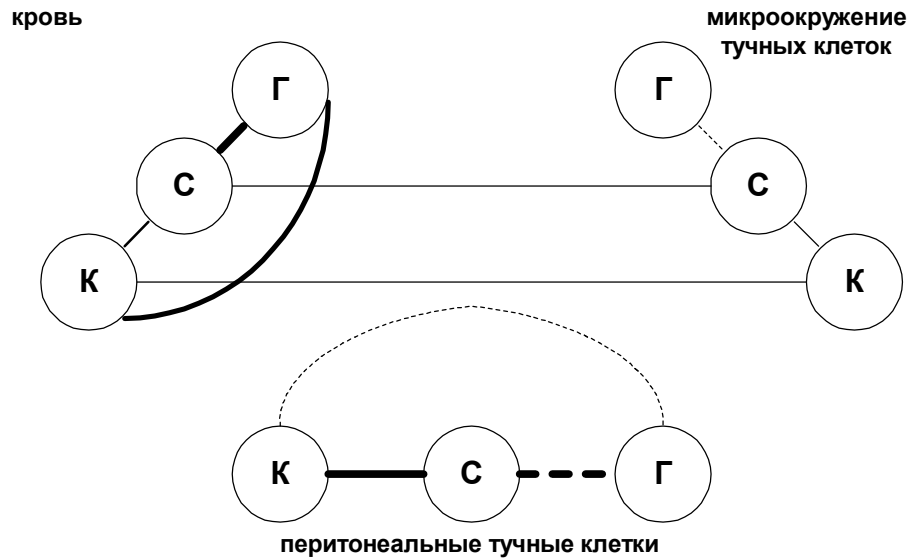 кровь
микроокружение
тучных клеток
Г
Г
С
С
К
К
К
С
Г
перитонеальные тучные клетки